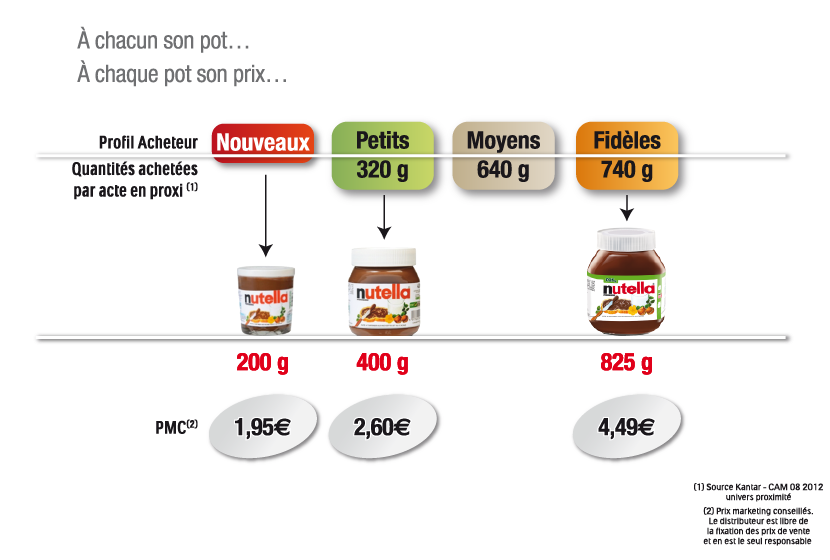 À chacun son pot…
À chaque pot son prix…
Profil Acheteur
Nouveaux
Petits
Moyens
Fidèles
Quantités achetées
par acte en proxi (1)
320 g
640 g
740 g
nutella
nutella
nutella
200 g
400 g
825 g
PMC(2)
1,95€
2,60€
4,49€
(1) Source Kantar - CAM 08 2012
univers proximité
(2) Prix marketing conseillés.
Le distributeur est libre de
la fixation des prix de vente
et en est le seul responsable